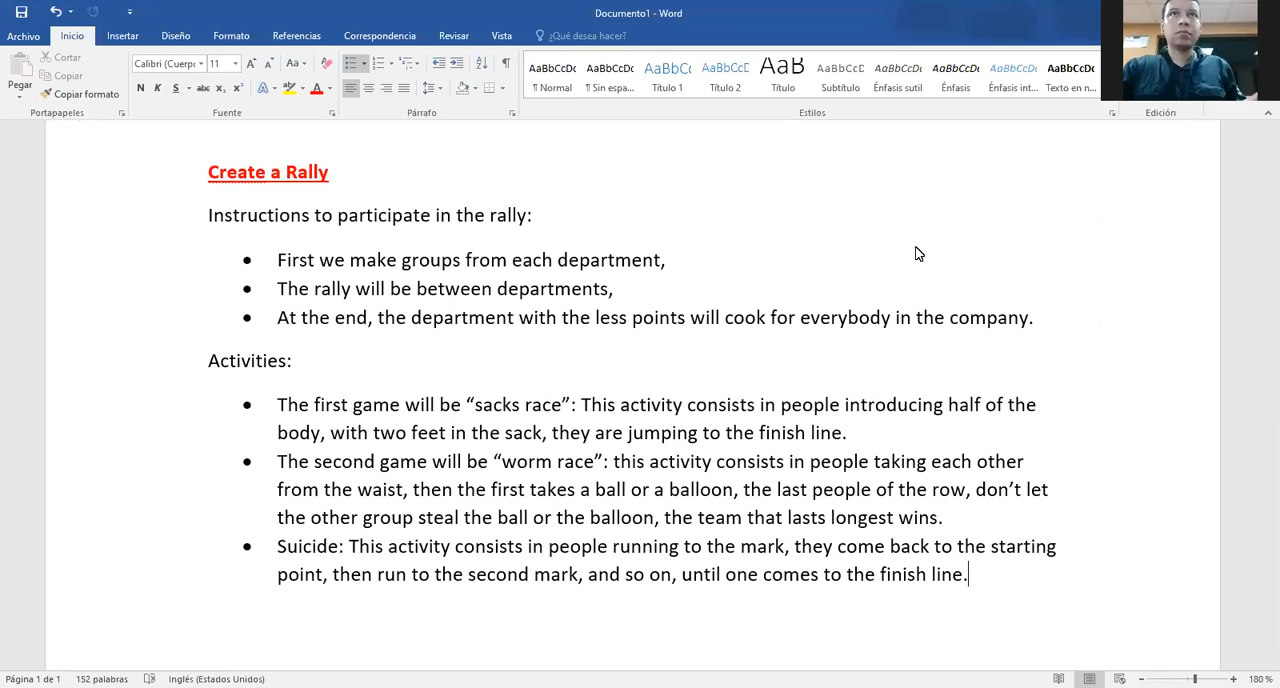 Documento1 - Word
Archivo Inicio Insertar Diseño Formato Referencias Correspondencia Revisar Vista ¿Qué desea hacer?
Cortar
Copiar
Copiar formato
Pegar
Portapapeles
Calibri (Cuerpo 11
N K S abc x₂ x²
Fuente
Párrafo
AaBbCcDc AaBbCcDc AaBbCc AaBbCcD AaB AaBbCcDc AaBbCcDc AaBbCcDc AaBbCcDc AaBbCcDc
¶ Normal ¶ Sin espa... Título 1 Título 2 Título Subtítulo Énfasis sutil Énfasis Énfasis int... Texto en n...
Estilos
Edición
Create a Rally
Instructions to participate in the rally:
• First we make groups from each department,
• The rally will be between departments,
• At the end, the department with the less points will cook for everybody in the company.
Activities:
• The first game will be “sacks race”: This activity consists in people introducing half of the
body, with two feet in the sack, they are jumping to the finish line.
• The second game will be “worm race”: this activity consists in people taking each other
from the waist, then the first takes a ball or a balloon, the last people of the row, don’t let
the other group steal the ball or the balloon, the team that lasts longest wins.
• Suicide: This activity consists in people running to the mark, they come back to the starting
point, then run to the second mark, and so on, until one comes to the finish line.
Página 1 de 1 152 palabras Inglés (Estados Unidos) 180 %